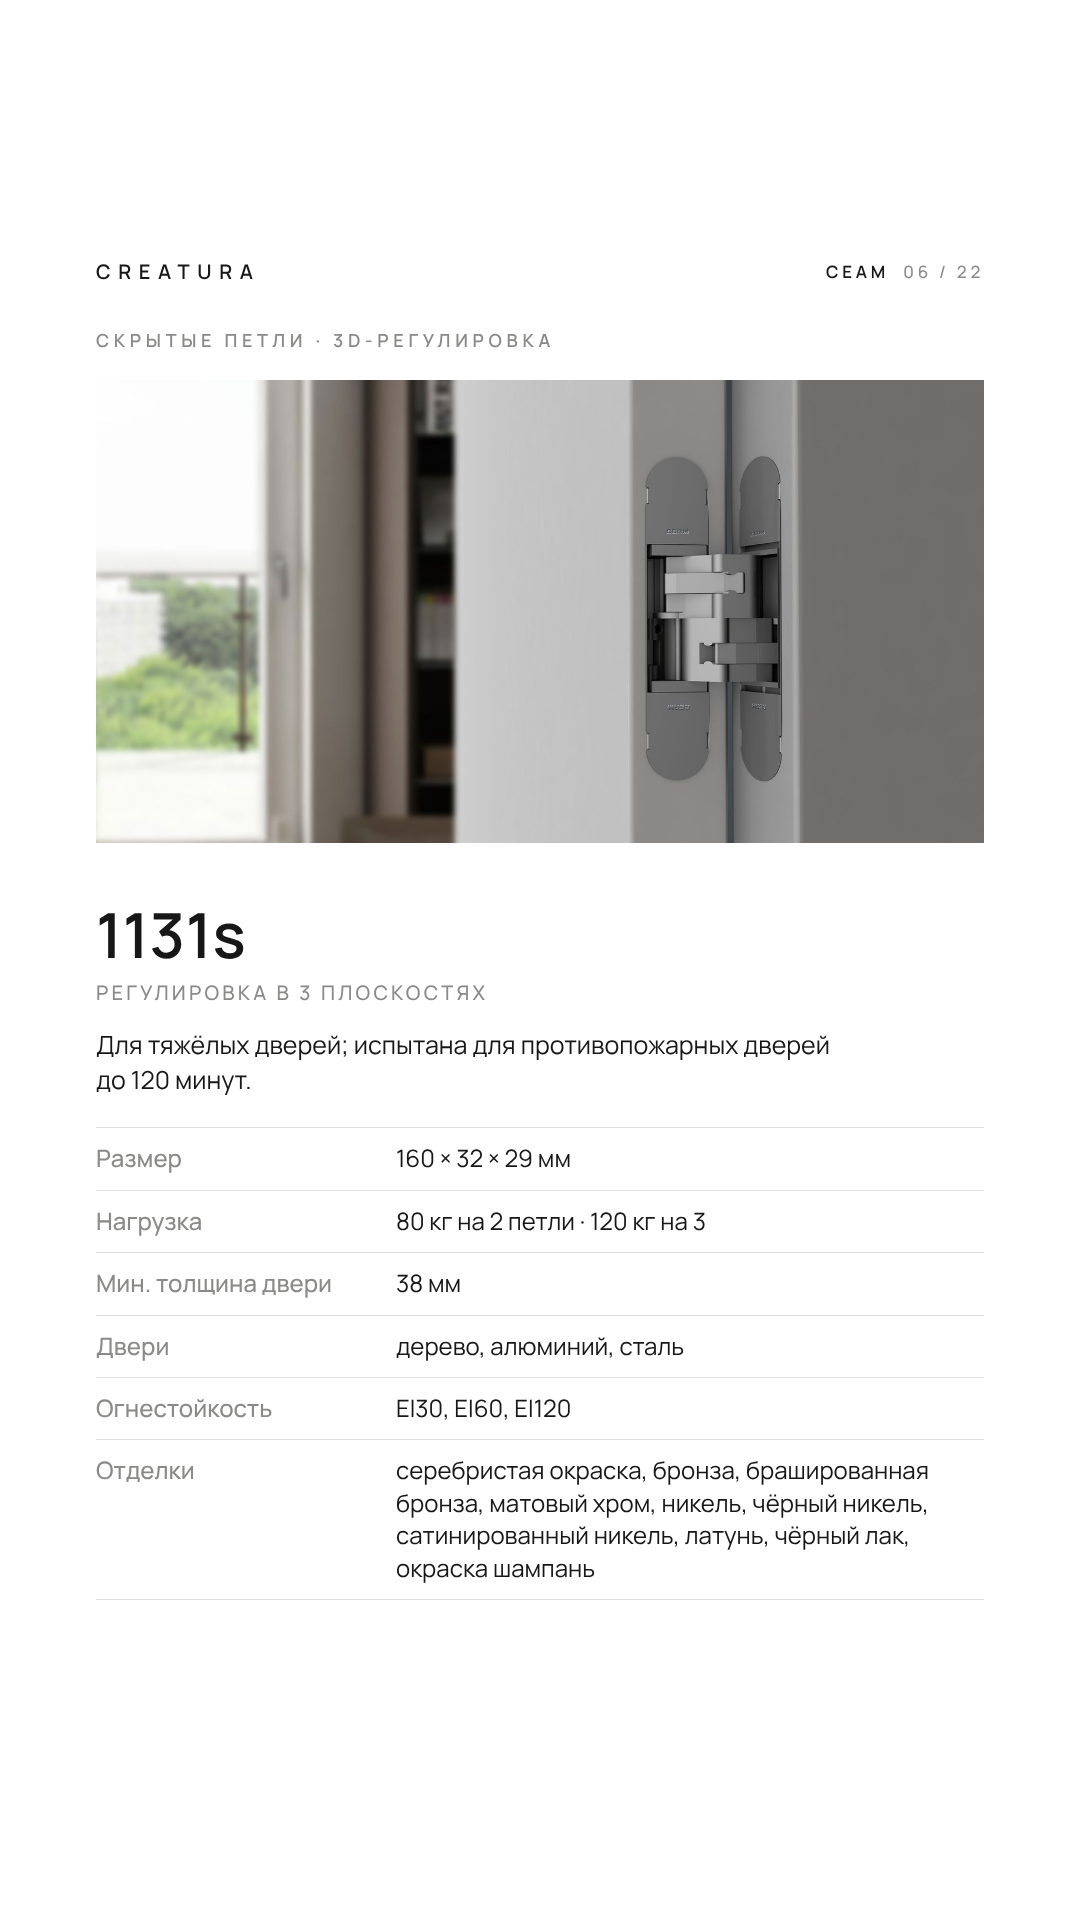 CREATURA
CEAM 06 / 22
СКРЫТЫЕ ПЕТЛИ · 3D-РЕГУЛИРОВКА
1131s
РЕГУЛИРОВКА В 3 ПЛОСКОСТЯХ
Для тяжёлых дверей; испытана для противопожарных дверей
до 120 минут.
Размер 160 × 32 × 29 мм
Нагрузка 80 кг на 2 петли · 120 кг на 3
Мин. толщина двери 38 мм
Двери дерево, алюминий, сталь
Огнестойкость EI30, EI60, EI120
Отделки серебристая окраска, бронза, брашированная
бронза, матовый хром, никель, чёрный никель,
сатинированный никель, латунь, чёрный лак,
окраска шампань